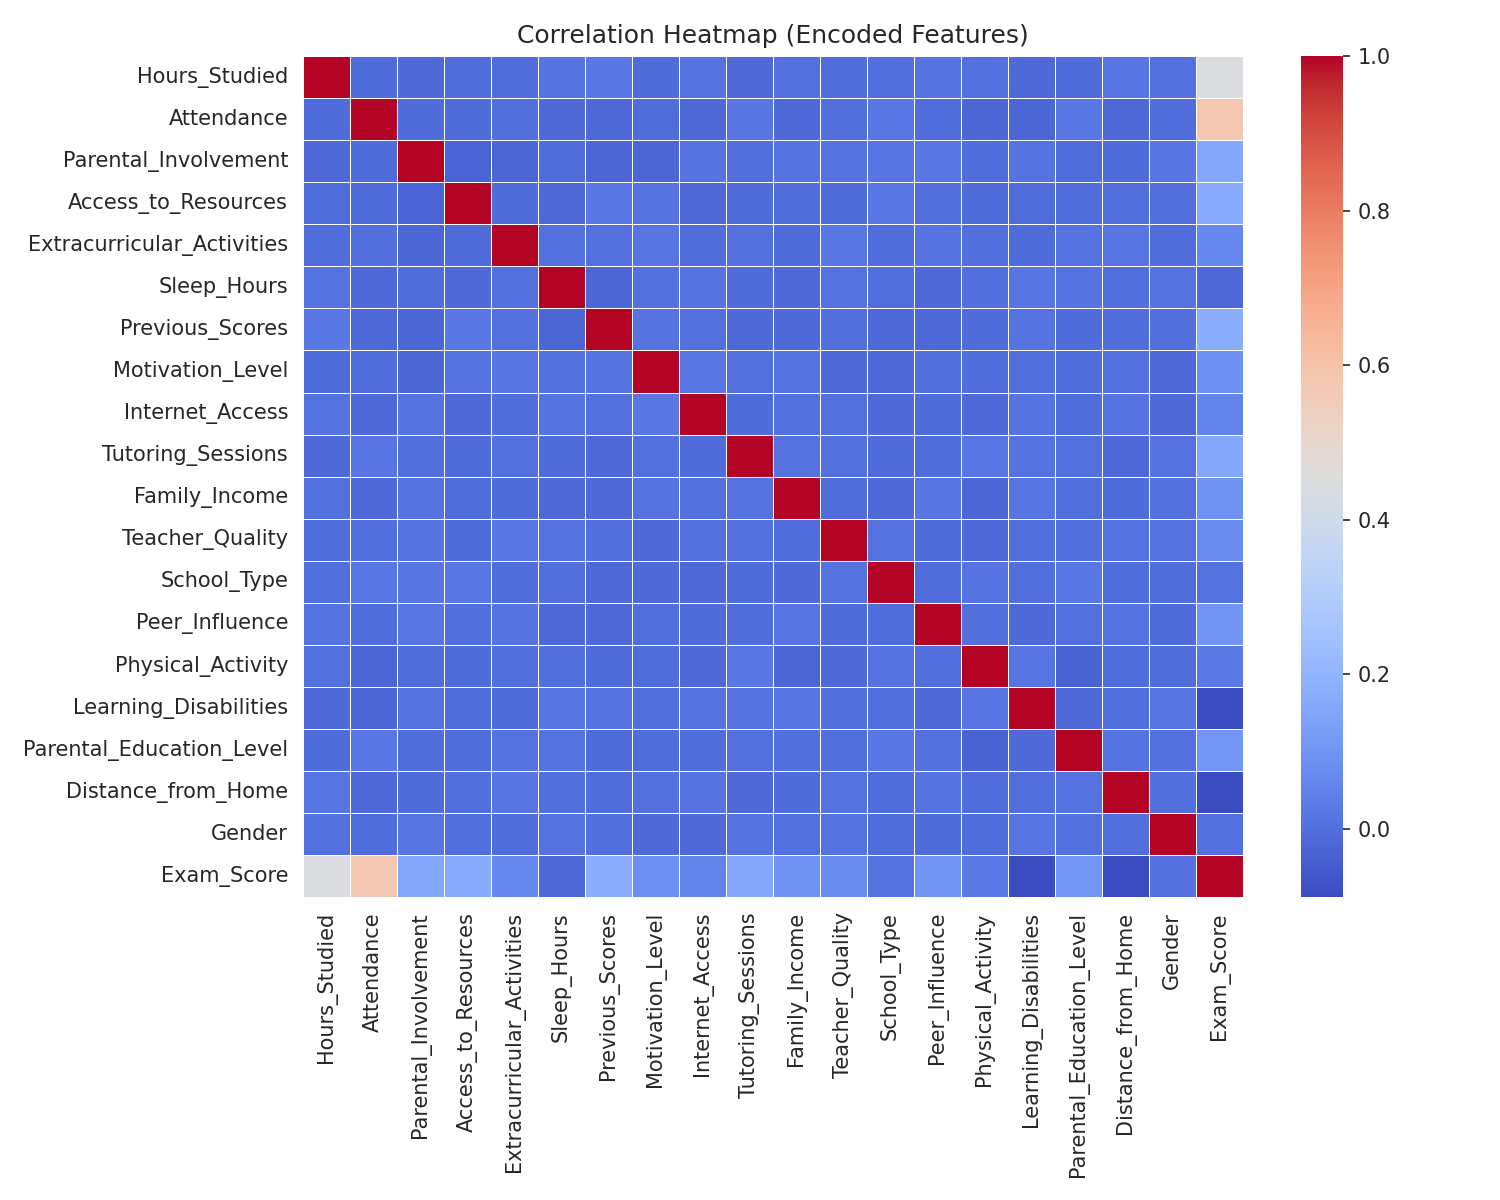 Correlation Heatmap (Encoded Features)
Hours_Studied
Attendance
Parental_Involvement
Access_to_Resources
Extracurricular_Activities
Sleep_Hours
Previous_Scores
Motivation_Level
Internet_Access
Tutoring_Sessions
Family_Income
Teacher_Quality
School_Type
Peer_Influence
Physical_Activity
Learning_Disabilities
Parental_Education_Level
Distance_from_Home
Gender
Exam_Score
Hours_Studied
Attendance
Parental_Involvement
Access_to_Resources
Extracurricular_Activities
Sleep_Hours
Previous_Scores
Motivation_Level
Internet_Access
Tutoring_Sessions
Family_Income
Teacher_Quality
School_Type
Peer_Influence
Physical_Activity
Learning_Disabilities
Parental_Education_Level
Distance_from_Home
Gender
Exam_Score
1.0
0.8
0.6
0.4
0.2
0.0